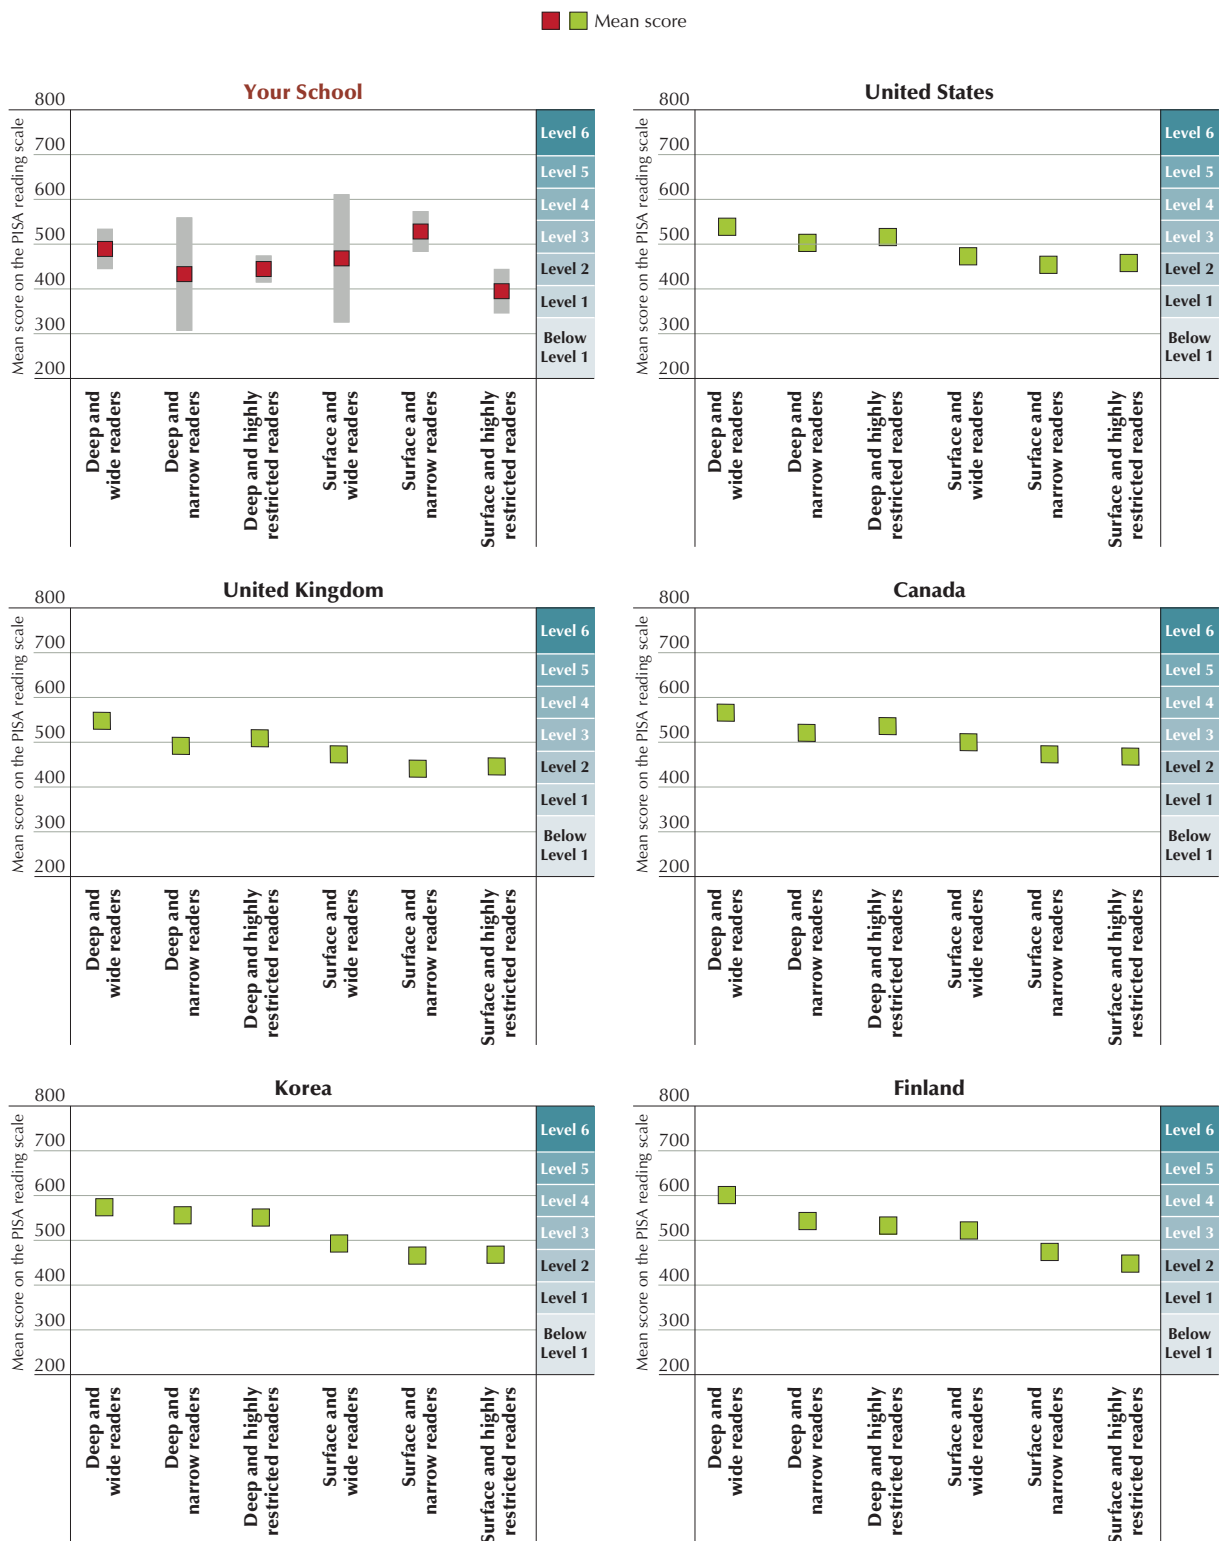 Mean score
Your School
Mean score on the PISA reading scale
800
700
600
500
400
300
200
Level 6
Level 5
Level 4
Level 3
Level 2
Level 1
Below
Level 1
Deep and
wide readers
Deep and
narrow readers
Deep and highly
restricted readers
Surface and
wide readers
Surface and
narrow readers
Surface and highly
restricted readers
United States
Mean score on the PISA reading scale
800
700
600
500
400
300
200
Level 6
Level 5
Level 4
Level 3
Level 2
Level 1
Below
Level 1
Deep and
wide readers
Deep and
narrow readers
Deep and highly
restricted readers
Surface and
wide readers
Surface and
narrow readers
Surface and highly
restricted readers
United Kingdom
Mean score on the PISA reading scale
800
700
600
500
400
300
200
Level 6
Level 5
Level 4
Level 3
Level 2
Level 1
Below
Level 1
Deep and
wide readers
Deep and
narrow readers
Deep and highly
restricted readers
Surface and
wide readers
Surface and
narrow readers
Surface and highly
restricted readers
Canada
Mean score on the PISA reading scale
800
700
600
500
400
300
200
Level 6
Level 5
Level 4
Level 3
Level 2
Level 1
Below
Level 1
Deep and
wide readers
Deep and
narrow readers
Deep and highly
restricted readers
Surface and
wide readers
Surface and
narrow readers
Surface and highly
restricted readers
Korea
Mean score on the PISA reading scale
800
700
600
500
400
300
200
Level 6
Level 5
Level 4
Level 3
Level 2
Level 1
Below
Level 1
Deep and
wide readers
Deep and
narrow readers
Deep and highly
restricted readers
Surface and
wide readers
Surface and
narrow readers
Surface and highly
restricted readers
Finland
Mean score on the PISA reading scale
800
700
600
500
400
300
200
Level 6
Level 5
Level 4
Level 3
Level 2
Level 1
Below
Level 1
Deep and
wide readers
Deep and
narrow readers
Deep and highly
restricted readers
Surface and
wide readers
Surface and
narrow readers
Surface and highly
restricted readers